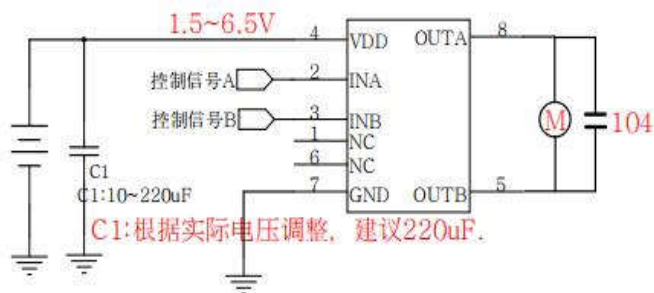 1.5~6.5V
4 VDD OUTA 8
控制信号A 2 INA
控制信号B 3 INB
1 NC
M 104
6 NC
C1
7 GND OUTB 5
C1:10~220uF
C1:根据实际电压调整, 建议220uF.